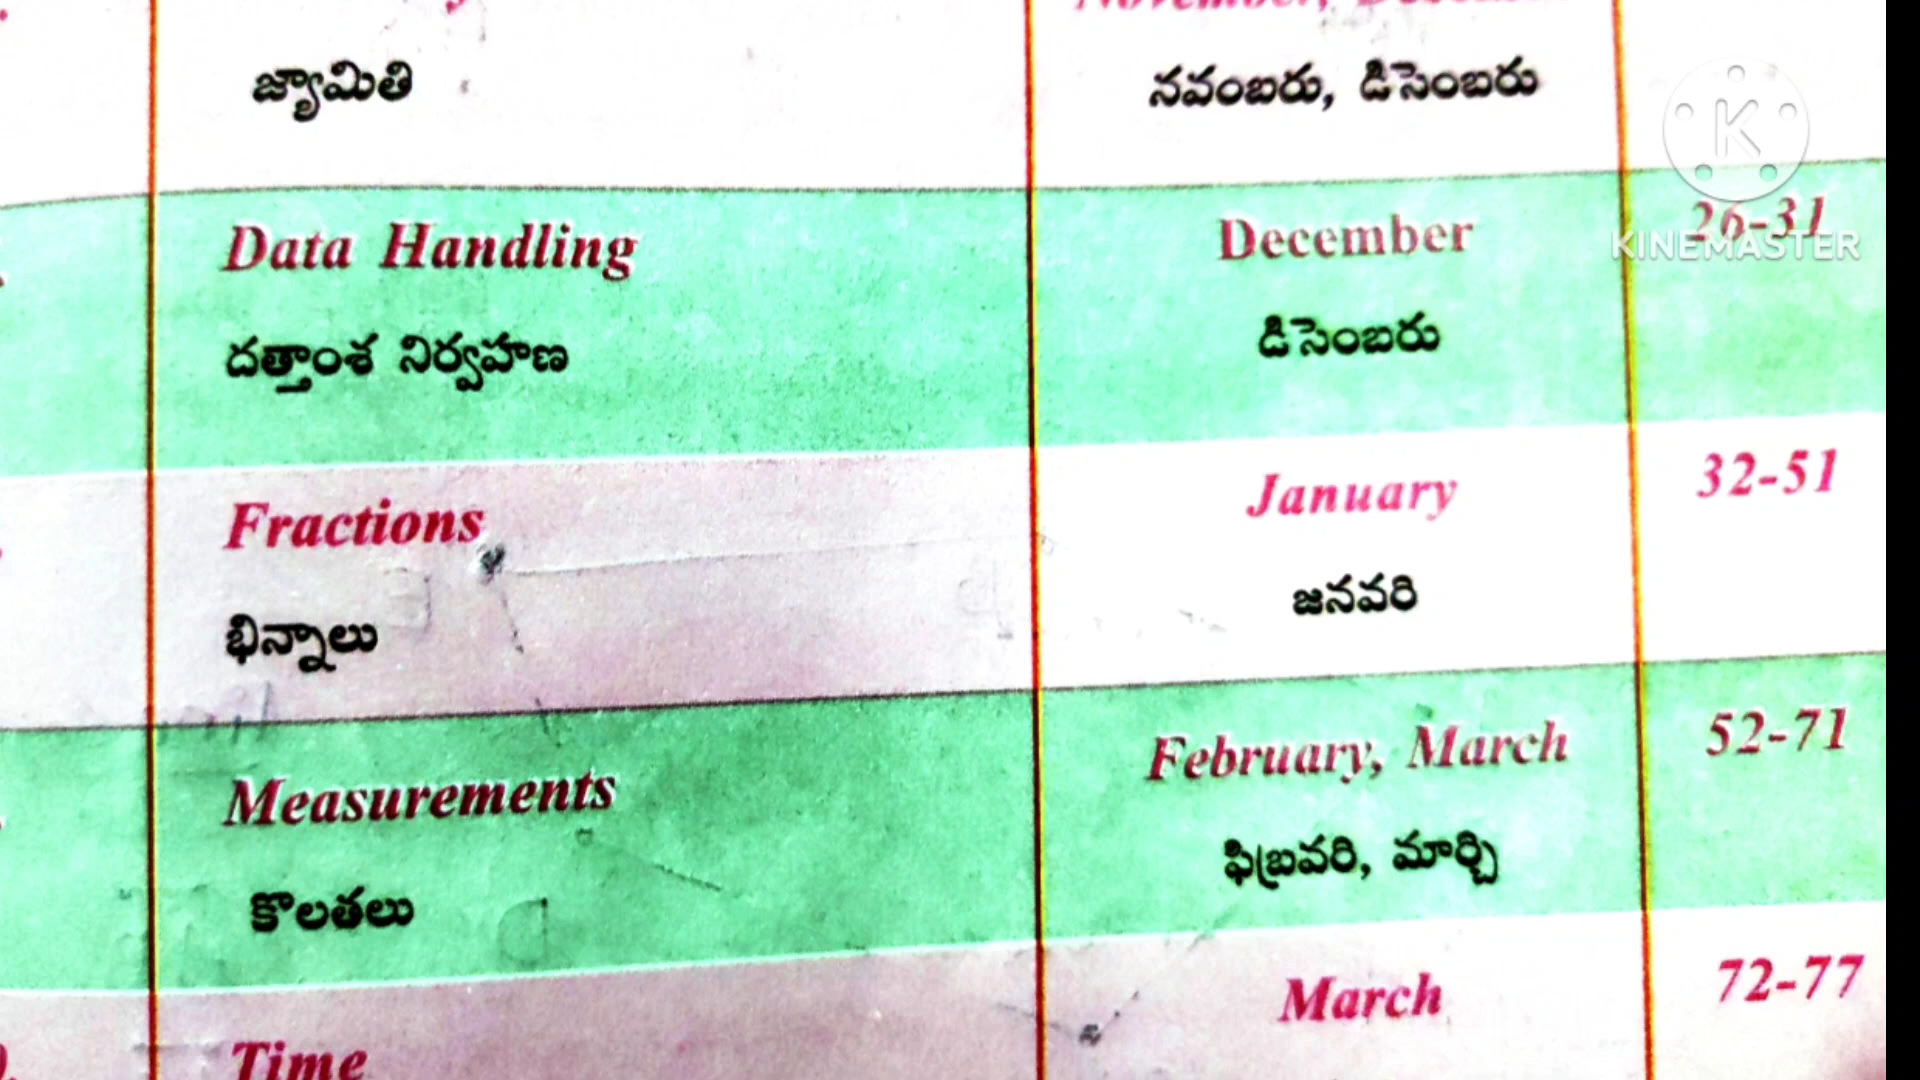 November,
జ్యామితి
నవంబరు, డిసెంబరు
Data Handling
December
26-31
దత్తాంశ నిర్వహణ
డిసెంబరు
Fractions
January
32-51
భిన్నాలు
జనవరి
Measurements
February, March
52-71
కొలతలు
ఫిబ్రవరి, మార్చి
Time
March
72-77
K
KINEMASTER